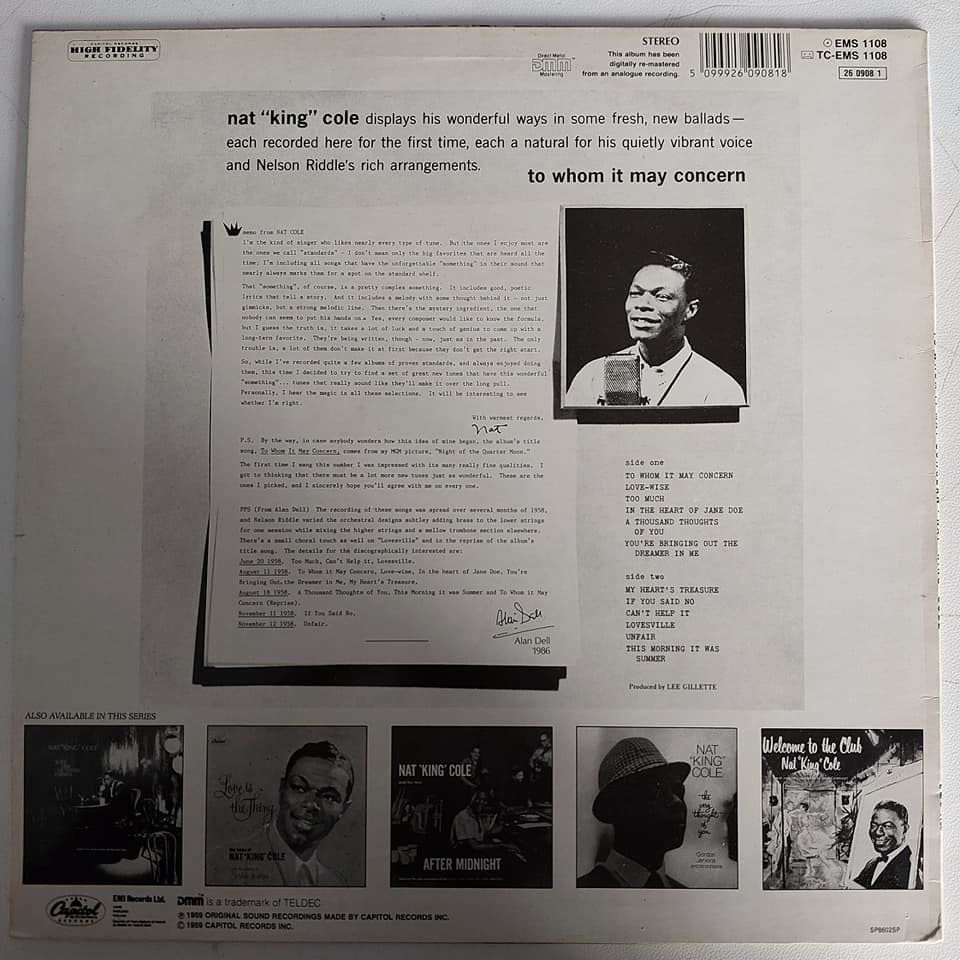 CAPITOL RECORDS
HIGH FIDELITY
RECORDING
Direct Metal
dmm
Mastering
STEREO
This album has been
digitally re-mastered
from an analogue recording.
5 099926 090818
EMS 1108
TC-EMS 1108
26 0908 1
nat "king" cole displays his wonderful ways in some fresh, new ballads—
each recorded here for the first time, each a natural for his quietly vibrant voice
and Nelson Riddle's rich arrangements.
to whom it may concern
memo from NAT COLE
I'm the kind of singer who likes nearly every type of tune. But the ones I enjoy most are
the ones we call "standards" - I don't mean only the big favorites that are heard all the
time; I'm including all songs that have the unforgettable "something" in their sound that
nearly always marks them for a spot on the standard shelf.
That "something", of course, is a pretty complex something. It includes good, poetic
lyrics that tell a story. And it includes a melody with some thought behind it - not just
gimmicks, but a strong melodic line. Then there's the mystery ingredient, the one that
nobody can seem to put his hands on. Yes, every composer would like to know the formula,
but I guess the truth is, it takes a lot of luck and a touch of genius to come up with a
long-term favorite. They're being written, though - now, just as in the past. The only
trouble is, a lot of them don't make it at first because they don't get the right start.
So, while I've recorded quite a few albums of proven standards, and always enjoyed doing
them, this time I decided to try to find a set of great new tunes that have this wonderful
"something"... tunes that really sound like they'll make it over the long pull.
Personally, I hear the magic in all these selections. It will be interesting to see
whether I'm right.
With warmest regards,
Nat
P.S. By the way, in case anybody wonders how this idea of mine began, the album's title
song, To Whom It May Concern, comes from my MGM picture, "Night of the Quarter Moon."
The first time I sang this number I was impressed with its many really fine qualities. I
got to thinking that there must be a lot more new tunes just as wonderful. These are the
ones I picked, and I sincerely hope you'll agree with me on every one.
PPS (From Alan Dell) The recording of these songs was spread over several months of 1958,
and Nelson Riddle varied the orchestral designs subtley adding brass to the lower strings
for one session while mixing the higher strings and a mellow trombone section elsewhere.
There's a small choral touch as well on "Lovesville" and in the reprise of the album's
title song. The details for the discographically interested are:
June 20 1958. Too Much, Can't Help it, Lovesville.
August 11 1958. To Whom it May Concern, Love-wise, In the heart of Jane Doe, You're
Bringing Out the Dreamer in Me, My Heart's Treasure.
August 18 1958. A Thousand Thoughts of You, This Morning it was Summer and To Whom it May
Concern (Reprise).
November 11 1958. If You Said No.
November 12 1958. Unfair.
Alan Dell
Alan Dell
1986
side one
TO WHOM IT MAY CONCERN
LOVE-WISE
TOO MUCH
IN THE HEART OF JANE DOE
A THOUSAND THOUGHTS
OF YOU
YOU'RE BRINGING OUT THE
DREAMER IN ME
side two
MY HEART'S TREASURE
IF YOU SAID NO
CAN'T HELP IT
LOVESVILLE
UNFAIR
THIS MORNING IT WAS
SUMMER
Produced by LEE GILLETTE
ALSO AVAILABLE IN THIS SERIES
NAT "KING" COLE
Love Is
the Thing
NAT 'KING' COLE
NAT 'KING' COLE
AFTER MIDNIGHT
NAT
"KING"
COLE
the
very
thought
of
you
Gordon
Jenkins
Welcome to the Club
Nat 'King' Cole
Capitol
RECORDS
EMI Records Ltd.
dmm™ is a trademark of TELDEC
℗ 1959 ORIGINAL SOUND RECORDINGS MADE BY CAPITOL RECORDS INC.
© 1959 CAPITOL RECORDS INC.
SP8602SP